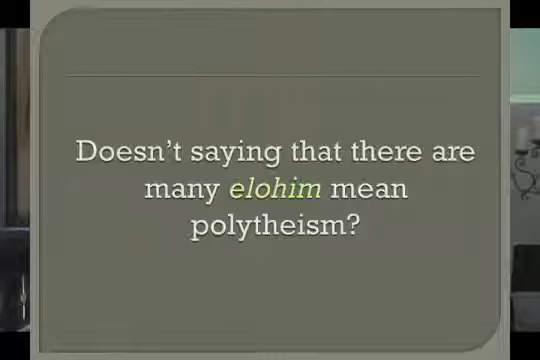 Doesn't saying that there are
many elohim mean
polytheism?